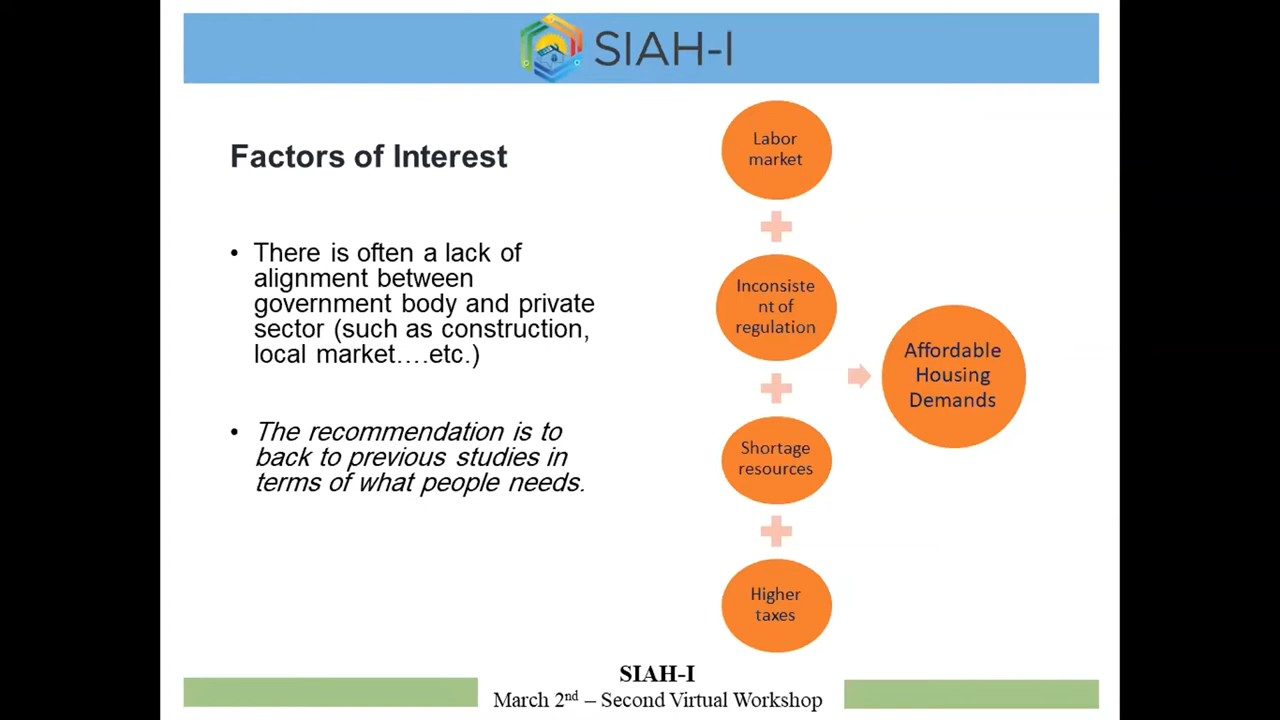 SIAH-I
Factors of Interest
• There is often a lack of
alignment between
government body and private
sector (such as construction,
local market….etc.)
• The recommendation is to
back to previous studies in
terms of what people needs.
Labor
market
Inconsiste
nt of
regulation
Shortage
resources
Higher
taxes
Affordable
Housing
Demands
SIAH-I
March 2nd – Second Virtual Workshop